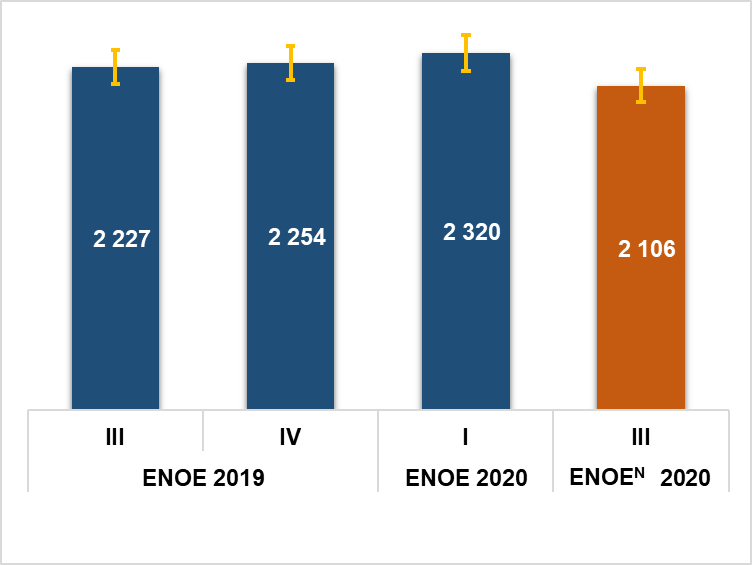 2 227
2 254
2 320
2 106
III
IV
I
III
ENOE 2019
ENOE 2020
ENOEᴺ 2020